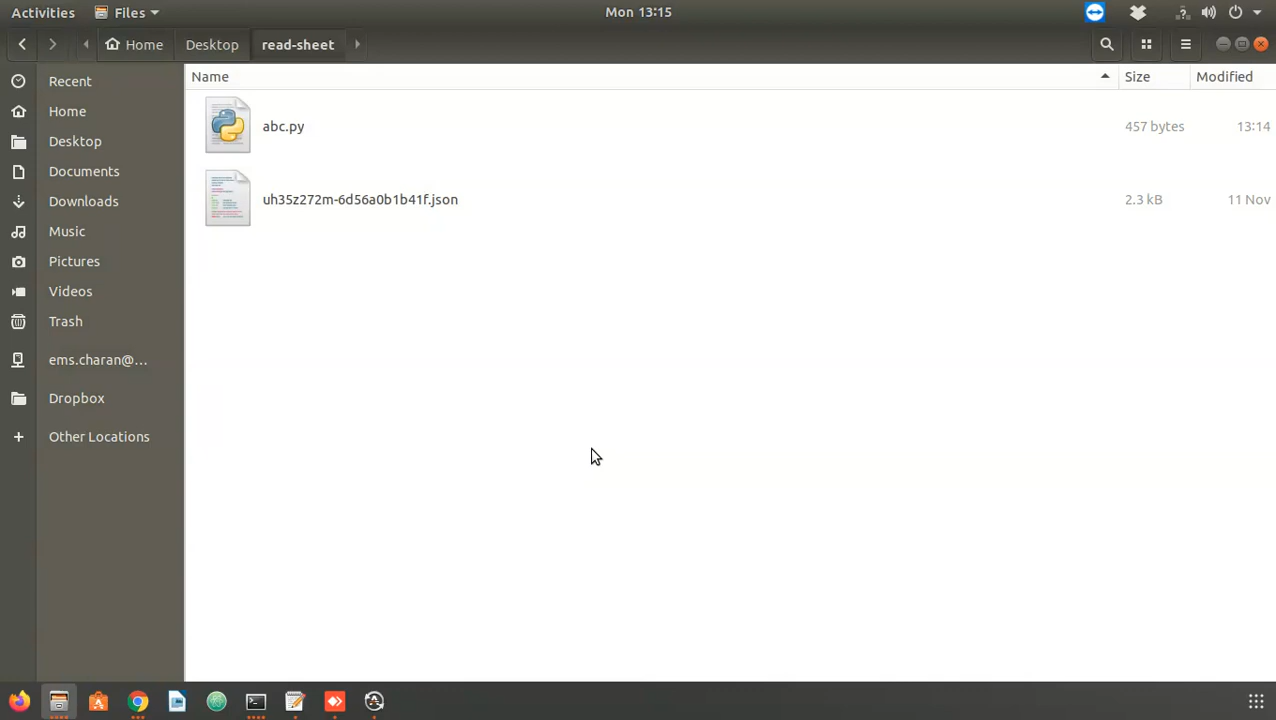 Activities Files Mon 13:15
Home Desktop read-sheet
Name Size Modified
Recent
Home
Desktop
Documents
Downloads
Music
Pictures
Videos
Trash
ems.charan@...
Dropbox
Other Locations
abc.py 457 bytes 13:14
uh35z272m-6d56a0b1b41f.json 2.3 kB 11 Nov